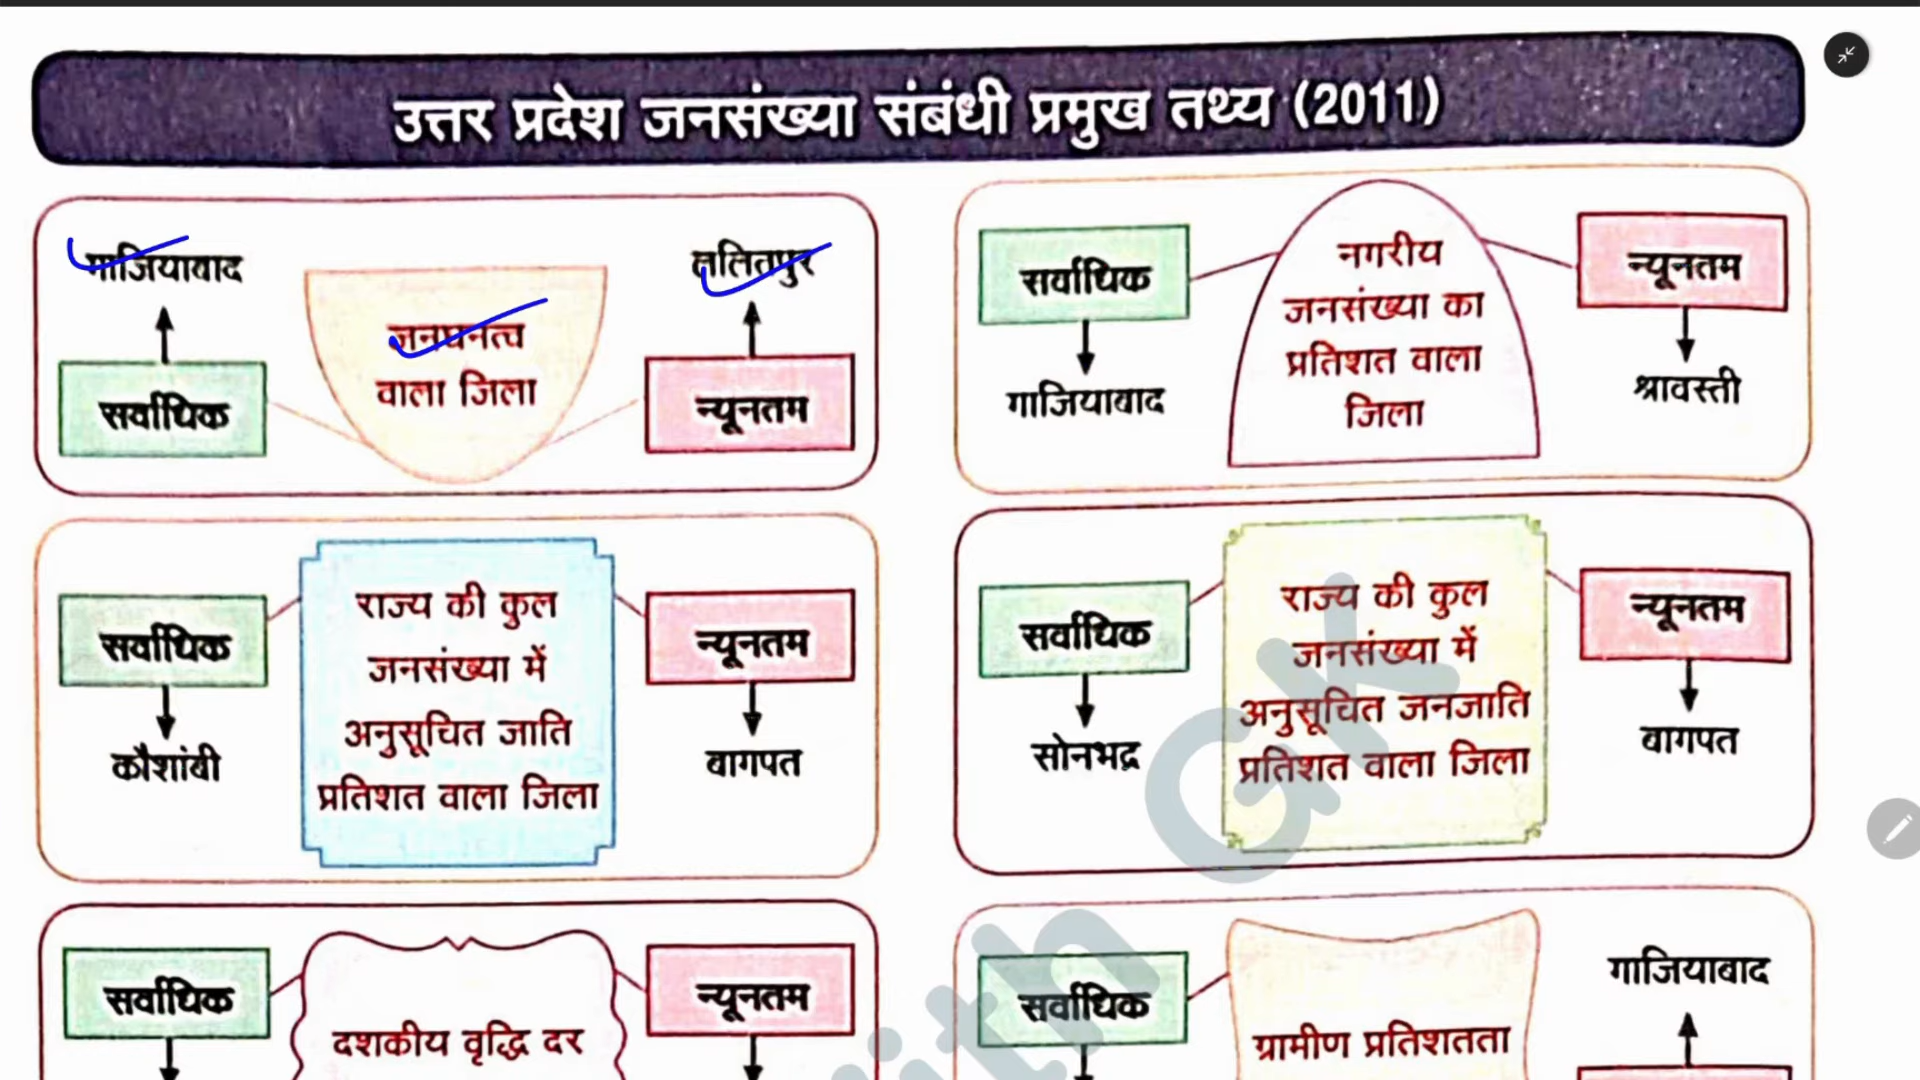 उत्तर प्रदेश जनसंख्या संबंधी प्रमुख तथ्य (2011)
गाजियाबाद
ललितपुर
जनघनत्व
वाला जिला
सर्वाधिक
न्यूनतम
सर्वाधिक
नगरीय
जनसंख्या का
प्रतिशत वाला
जिला
न्यूनतम
गाजियाबाद
श्रावस्ती
सर्वाधिक
राज्य की कुल
जनसंख्या में
अनुसूचित जाति
प्रतिशत वाला जिला
न्यूनतम
कौशांबी
बागपत
सर्वाधिक
राज्य की कुल
जनसंख्या में
अनुसूचित जनजाति
प्रतिशत वाला जिला
न्यूनतम
सोनभद्र
बागपत
सर्वाधिक
दशकीय वृद्धि दर
न्यूनतम
सर्वाधिक
ग्रामीण प्रतिशतता
गाजियाबाद
ith GK